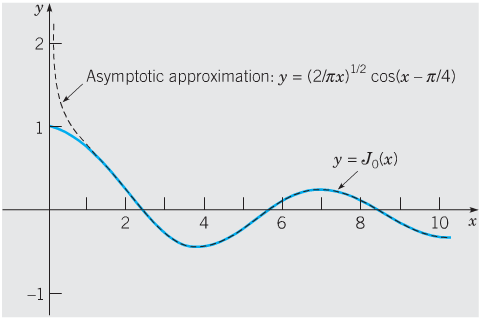 y
2
Asymptotic approximation: y = (2/πx)^1/2 cos(x – π/4)
1
y = J₀(x)
2 4 6 8 10 x
–1